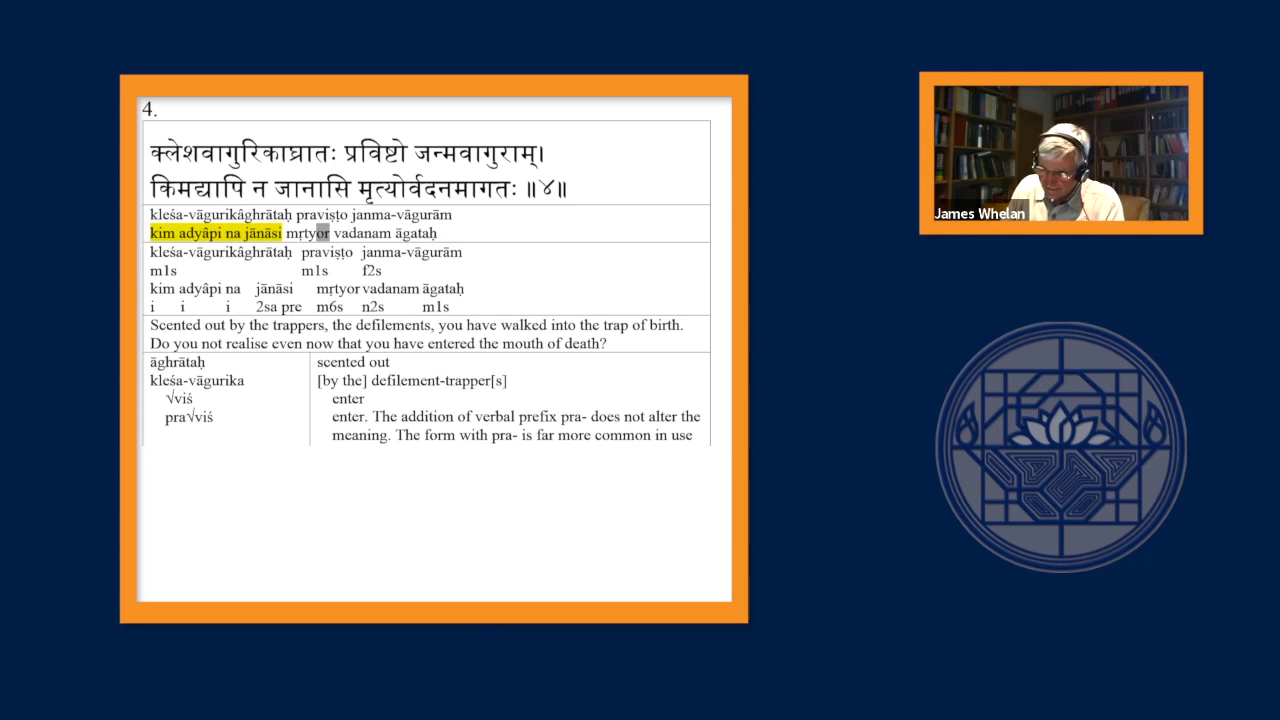 4.
क्लेशवागुरिकाघ्रातः प्रविष्टो जन्मवागुराम्।
किमद्यापि न जानासि मृत्योर्वदनमागतः ॥४॥
kleśa-vāgurikâghrātaḥ praviṣṭo janma-vāgurām
kim adyâpi na jānāsi mṛtyor vadanam āgataḥ
kleśa-vāgurikâghrātaḥ praviṣṭo janma-vāgurām
m1s m1s f2s
kim adyâpi na jānāsi mṛtyor vadanam āgataḥ
i i i 2sa pre m6s n2s m1s
Scented out by the trappers, the defilements, you have walked into the trap of birth.
Do you not realise even now that you have entered the mouth of death?
āghrātaḥ scented out
kleśa-vāgurika [by the] defilement-trapper[s]
√viś enter
pra√viś enter. The addition of verbal prefix pra- does not alter the
meaning. The form with pra- is far more common in use
James Whelan